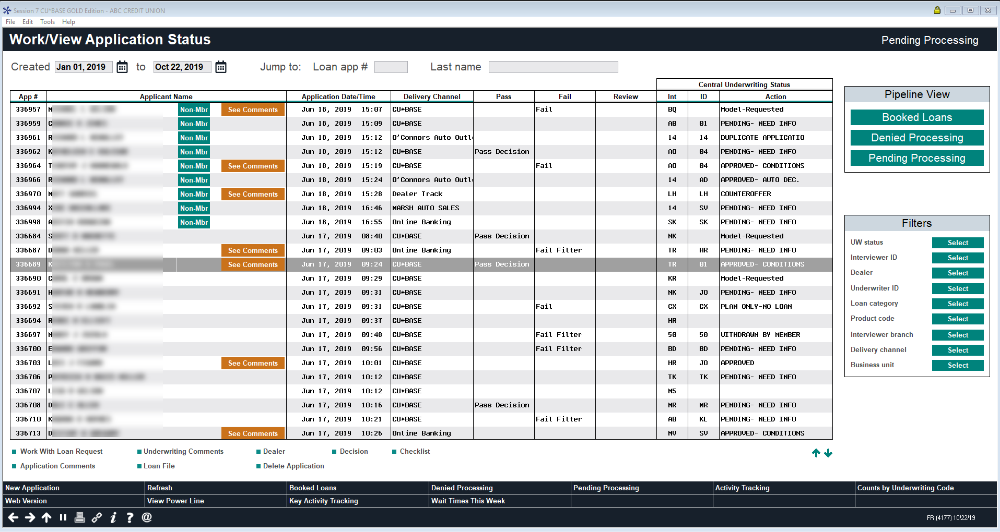 Session 7 CU*BASE GOLD Edition - ABC CREDIT UNION
File Edit Tools Help
Work/View Application Status Pending Processing
Created Jan 01, 2019 to Oct 22, 2019 Jump to: Loan app # Last name
Central Underwriting Status
App # Applicant Name Application Date/Time Delivery Channel Pass Fail Review Int ID Action
336957 M Non-Mbr See Comments Jun 18, 2019 15:07 CU*BASE Fail BQ Model-Requested
336959 C Non-Mbr Jun 18, 2019 15:09 CU*BASE AB 01 PENDING- NEED INFO
336961 R Non-Mbr Jun 18, 2019 15:12 O'Connors Auto Outl 14 14 DUPLICATE APPLICATIO
336962 K Non-Mbr Jun 18, 2019 15:12 CU*BASE Pass Decision AO 04 PENDING- NEED INFO
336964 T Non-Mbr See Comments Jun 18, 2019 15:19 CU*BASE Fail AO 04 APPROVED- CONDITIONS
336966 R Non-Mbr Jun 18, 2019 15:24 O'Connors Auto Outl 14 AD APPROVED- AUTO DEC.
336970 M Non-Mbr See Comments Jun 18, 2019 15:28 Dealer Track LH LH COUNTEROFFER
336994 X Non-Mbr Jun 18, 2019 16:46 MARSH AUTO SALES 14 SV PENDING- NEED INFO
336998 A Non-Mbr Jun 18, 2019 16:55 Online Banking SK SK PENDING- NEED INFO
336684 S Jun 17, 2019 08:40 CU*BASE Pass Decision NK Model-Requested
336687 D See Comments Jun 17, 2019 09:03 Online Banking Fail Filter TR HR PENDING- NEED INFO
336689 K See Comments Jun 17, 2019 09:24 CU*BASE Pass Decision TR 01 APPROVED- CONDITIONS
336690 C Jun 17, 2019 09:29 CU*BASE KR Model-Requested
336691 H Jun 17, 2019 09:31 CU*BASE NK JO PENDING- NEED INFO
336692 S Jun 17, 2019 09:31 CU*BASE Fail CX CX PLAN ONLY-NO LOAN
336694 R Jun 17, 2019 09:37 CU*BASE HR
336697 N Jun 17, 2019 09:48 CU*BASE Fail Filter 50 50 WITHDRAWN BY MEMBER
336700 E Jun 17, 2019 09:56 CU*BASE Fail Filter BD BD PENDING- NEED INFO
336703 L See Comments Jun 17, 2019 10:01 CU*BASE HR JO APPROVED
336706 P Jun 17, 2019 10:12 CU*BASE TK TK PENDING- NEED INFO
336707 L Jun 17, 2019 10:12 CU*BASE M5
336708 D Jun 17, 2019 10:16 CU*BASE Pass Decision MR MR PENDING- NEED INFO
336710 K Jun 17, 2019 10:21 CU*BASE Fail Filter AB KL PENDING- NEED INFO
336713 D See Comments Jun 17, 2019 10:26 Online Banking MV SV APPROVED- CONDITIONS
Pipeline View
Booked Loans
Denied Processing
Pending Processing
Filters
UW status Select
Interviewer ID Select
Dealer Select
Underwriter ID Select
Loan category Select
Product code Select
Interviewer branch Select
Delivery channel Select
Business unit Select
Work With Loan Request Underwriting Comments Dealer Decision Checklist
Application Comments Loan File Delete Application
New Application Refresh Booked Loans Denied Processing Pending Processing Activity Tracking Counts by Underwriting Code
Web Version View Power Line Key Activity Tracking Wait Times This Week
FR (4177) 10/22/19